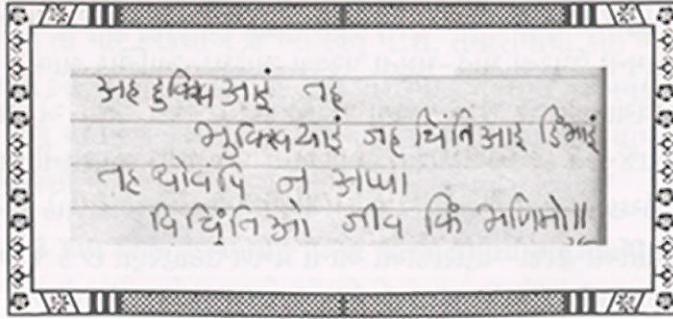 अह दुक्खिआइं तह
भुक्खियाइं जह चिंतिआइं डिंभाइं
तह थोवंपि न अप्पा
विचिंतिओ जीव किं भणिमो॥